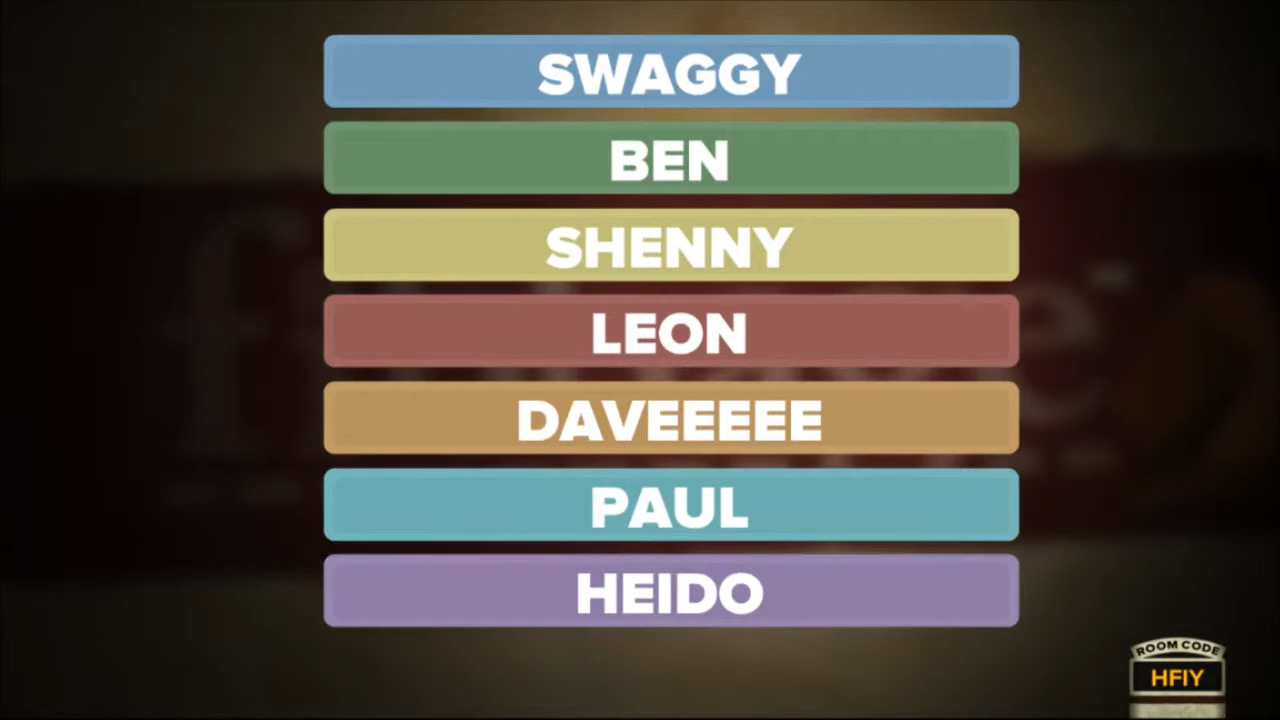 SWAGGY
BEN
SHENNY
LEON
DAVEEEEE
PAUL
HEIDO
ROOM CODE
HFIY